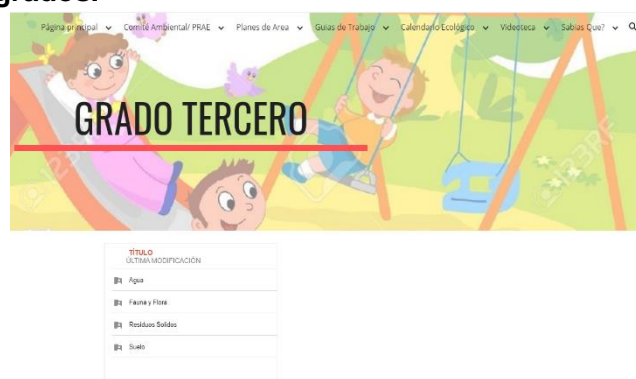 grados.
Página principal Comité Ambiental/ PRAE Planes de Area Guias de Trabajo Calendario Ecológico Videoteca Sabias Que?
GRADO TERCERO
123RF
TÍTULO
ÚLTIMA MODIFICACIÓN
Agua
Fauna y Flora
Residuos Solidos
Suelo